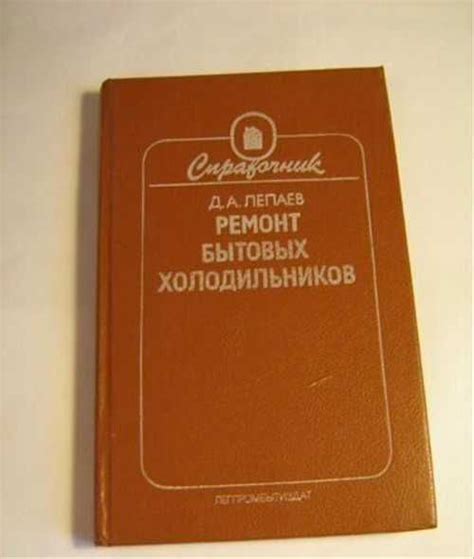 Справочник
Д. А. ЛЕПАЕВ
РЕМОНТ
БЫТОВЫХ
ХОЛОДИЛЬНИКОВ
ЛЕГПРОМБЫТИЗДАТ